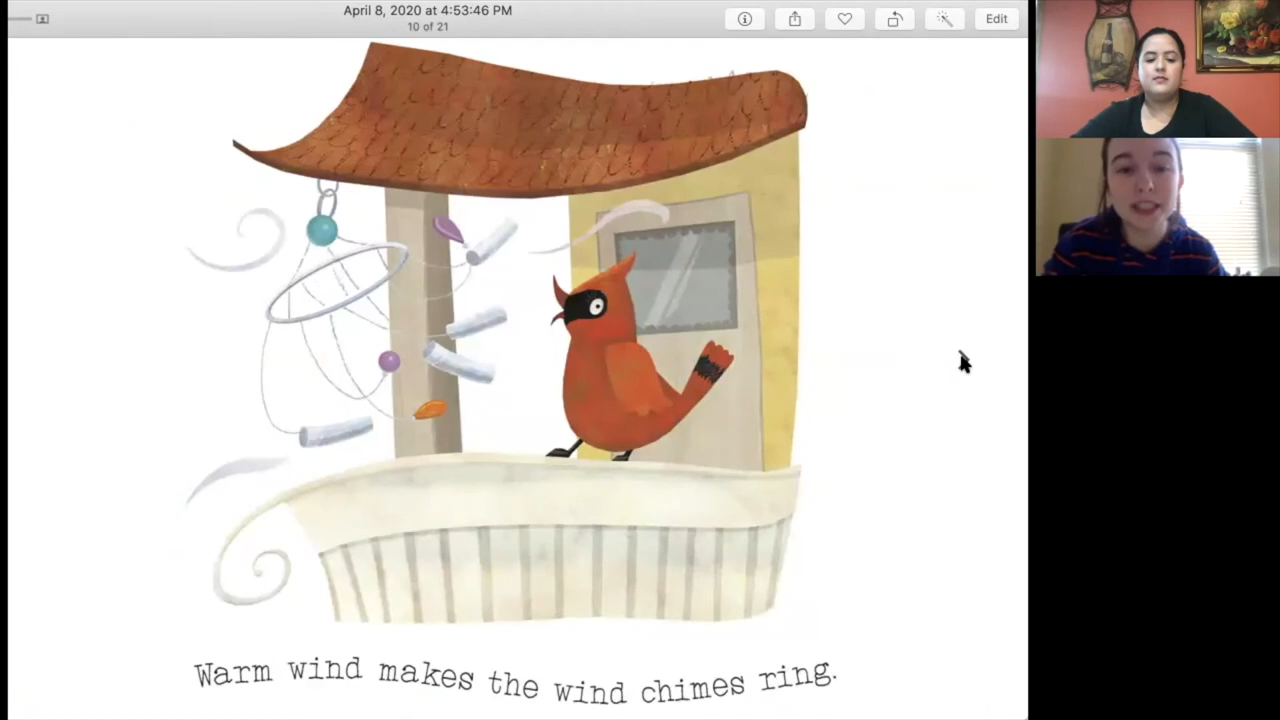 April 8, 2020 at 4:53:46 PM
10 of 21
Edit
Warm wind makes the wind chimes ring.